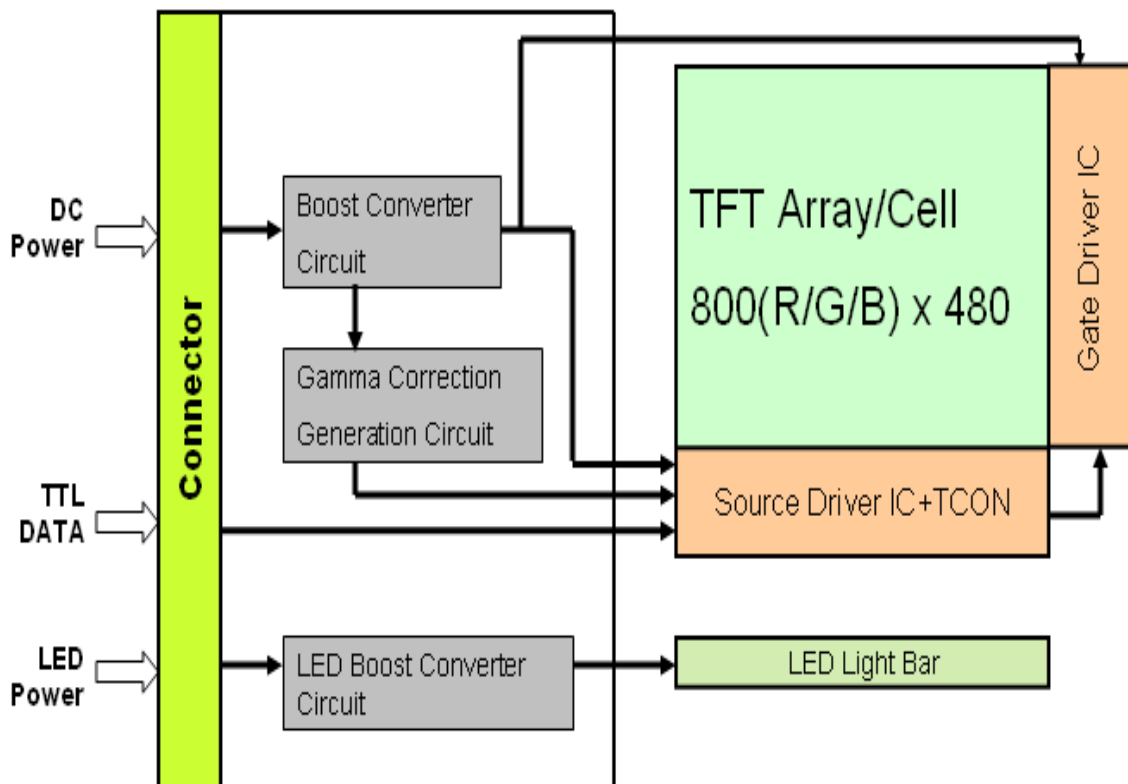 DC
Power
TTL
DATA
LED
Power
Connector
Boost Converter
Circuit
Gamma Correction
Generation Circuit
LED Boost Converter
Circuit
TFT Array/Cell
800(R/G/B) x 480
Gate Driver IC
Source Driver IC+TCON
LED Light Bar